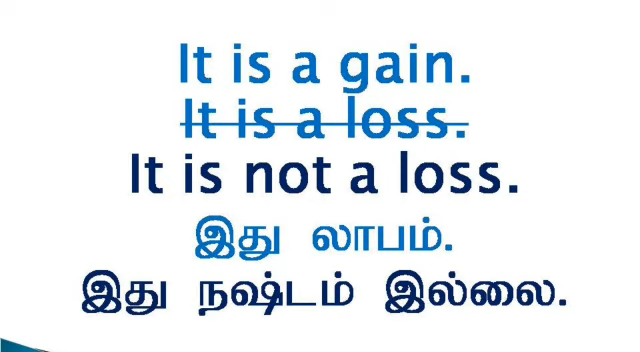 It is a gain.
It is a loss.
It is not a loss.
இது லாபம்.
இது நஷ்டம் இல்லை.